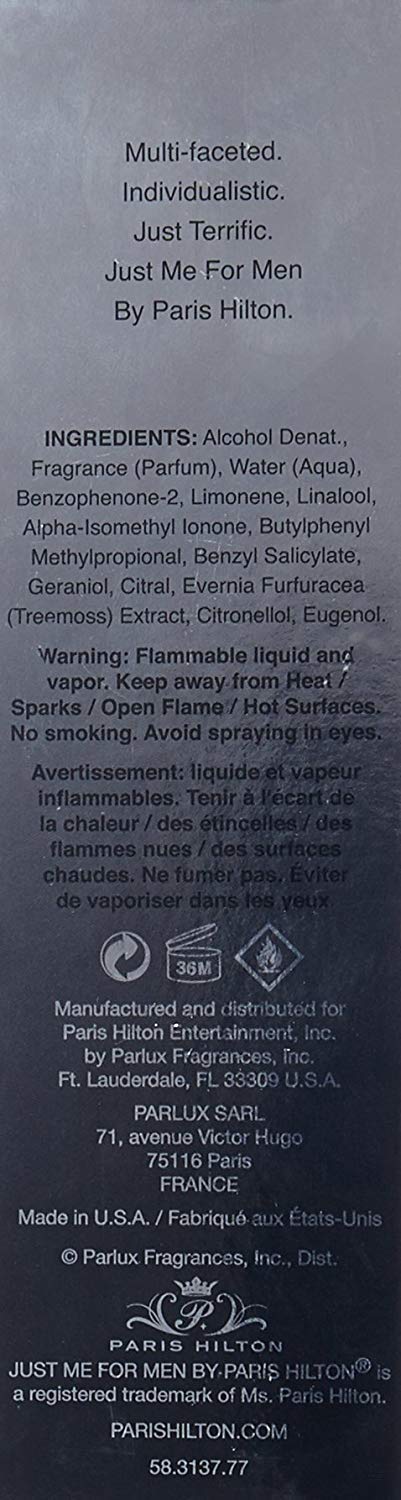 Multi-faceted.
Individualistic.
Just Terrific.
Just Me For Men
By Paris Hilton.
INGREDIENTS: Alcohol Denat.,
Fragrance (Parfum), Water (Aqua),
Benzophenone-2, Limonene, Linalool,
Alpha-Isomethyl Ionone, Butylphenyl
Methylpropional, Benzyl Salicylate,
Geraniol, Citral, Evernia Furfuracea
(Treemoss) Extract, Citronellol, Eugenol.
Warning: Flammable liquid and
vapor. Keep away from Heat /
Sparks / Open Flame / Hot Surfaces.
No smoking. Avoid spraying in eyes.
Avertissement: liquide et vapeur
inflammables. Tenir à l'écart de
la chaleur / des étincelles / des
flammes nues / des surfaces
chaudes. Ne fumer pas. Éviter
de vaporiser dans les yeux.
36M
Manufactured and distributed for
Paris Hilton Entertainment, Inc.
by Parlux Fragrances, Inc.
Ft. Lauderdale, FL 33309 U.S.A.
PARLUX SARL
71, avenue Victor Hugo
75116 Paris
FRANCE
Made in U.S.A. / Fabriqué aux États-Unis
© Parlux Fragrances, Inc., Dist.
P
PARIS HILTON
JUST ME FOR MEN BY PARIS HILTON® is
a registered trademark of Ms. Paris Hilton.
PARISHILTON.COM
58.3137.77